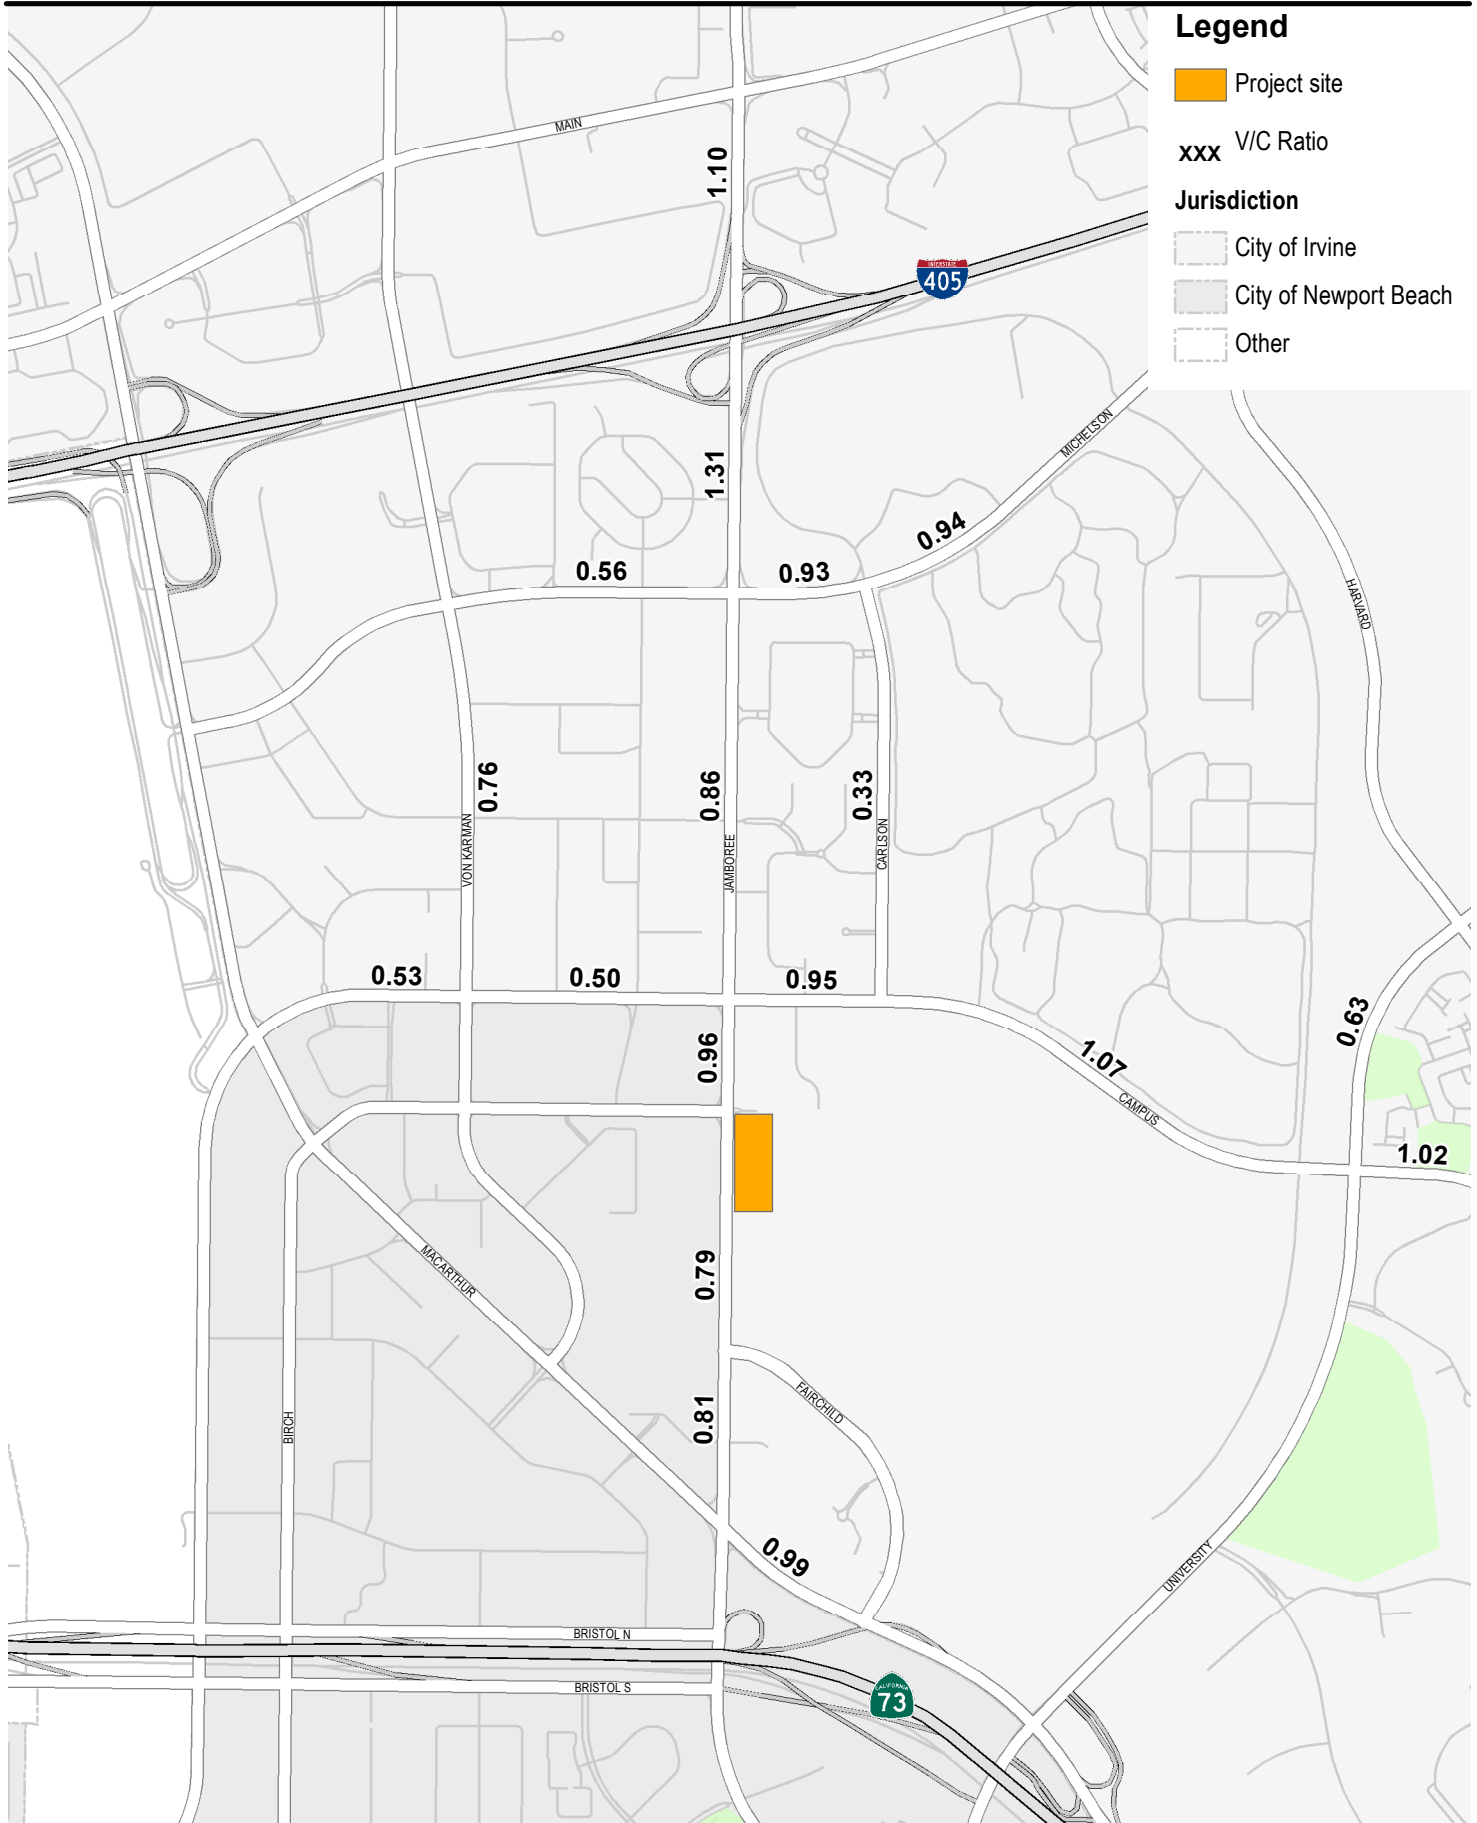 Legend
Project site
xxx V/C Ratio
Jurisdiction
City of Irvine
City of Newport Beach
Other
MAIN
1.10
INTERSTATE
405
MICHELSON
1.31
0.94
0.56
0.93
HARVARD
0.76
0.86
0.33
VON KARMAN
JAMBOREE
CARLSON
0.53
0.50
0.95
0.63
0.96
1.07
CAMPUS
1.02
MACARTHUR
0.79
FAIRCHILD
0.81
BIRCH
0.99
UNIVERSITY
BRISTOL N
BRISTOL S
CALIFORNIA
73